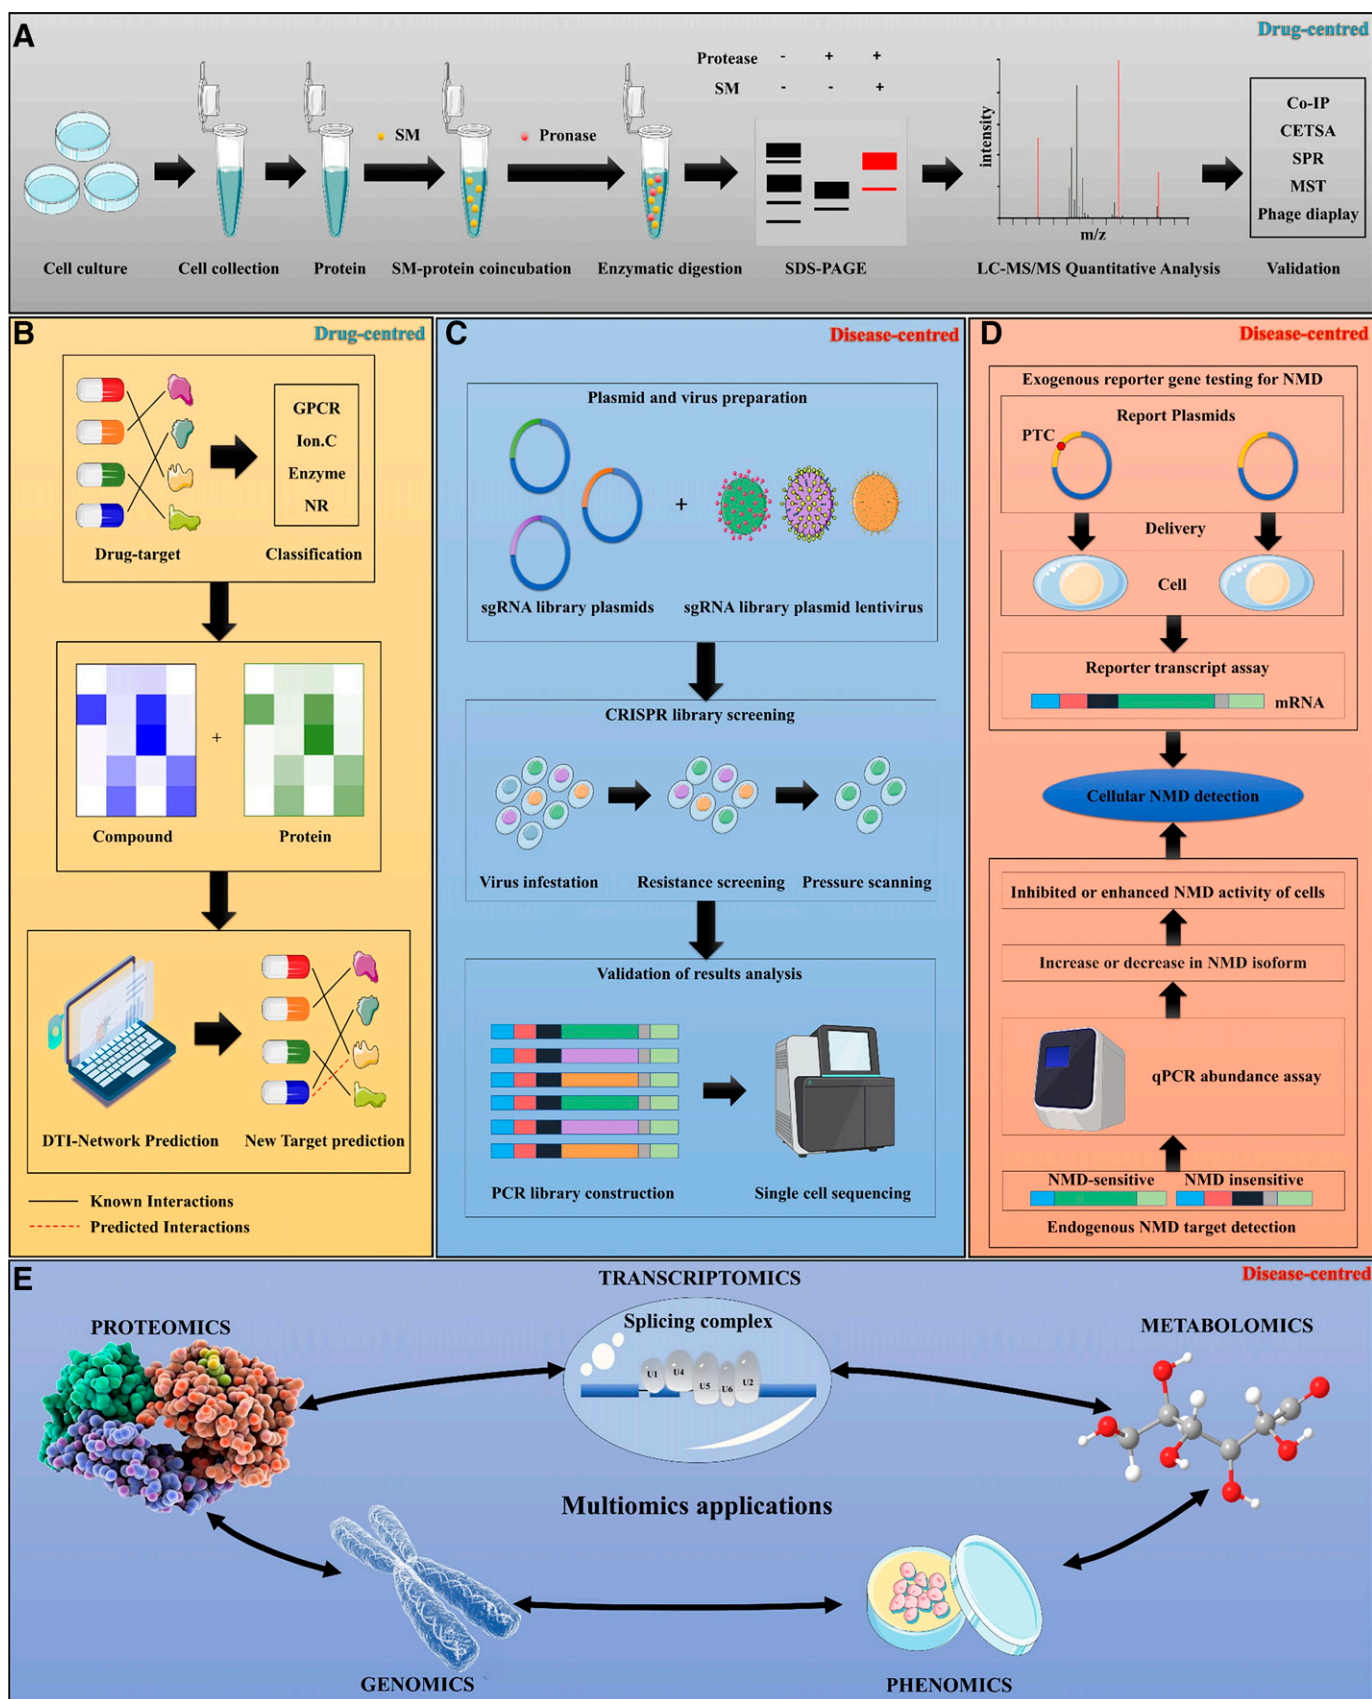 A
Drug-centred
Protease - + +
SM - - +
SM
Pronase
intensity
m/z
Co-IP
CETSA
SPR
MST
Phage diaplay
Cell culture
Cell collection
Protein
SM-protein coincubation
Enzymatic digestion
SDS-PAGE
LC-MS/MS Quantitative Analysis
Validation
B
Drug-centred
GPCR
Ion.C
Enzyme
NR
Drug-target
Classification
+
Compound
Protein
DTI-Network Prediction
New Target prediction
Known Interactions
Predicted Interactions
C
Disease-centred
Plasmid and virus preparation
+
sgRNA library plasmids
sgRNA library plasmid lentivirus
CRISPR library screening
Virus infestation
Resistance screening
Pressure scanning
Validation of results analysis
PCR library construction
Single cell sequencing
D
Disease-centred
Exogenous reporter gene testing for NMD
Report Plasmids
PTC
Delivery
Cell
Reporter transcript assay
mRNA
Cellular NMD detection
Inhibited or enhanced NMD activity of cells
Increase or decrease in NMD isoform
qPCR abundance assay
NMD-sensitive
NMD insensitive
Endogenous NMD target detection
E
Disease-centred
TRANSCRIPTOMICS
Splicing complex
U1
U4
U5
U6
U2
PROTEOMICS
METABOLOMICS
Multiomics applications
GENOMICS
PHENOMICS